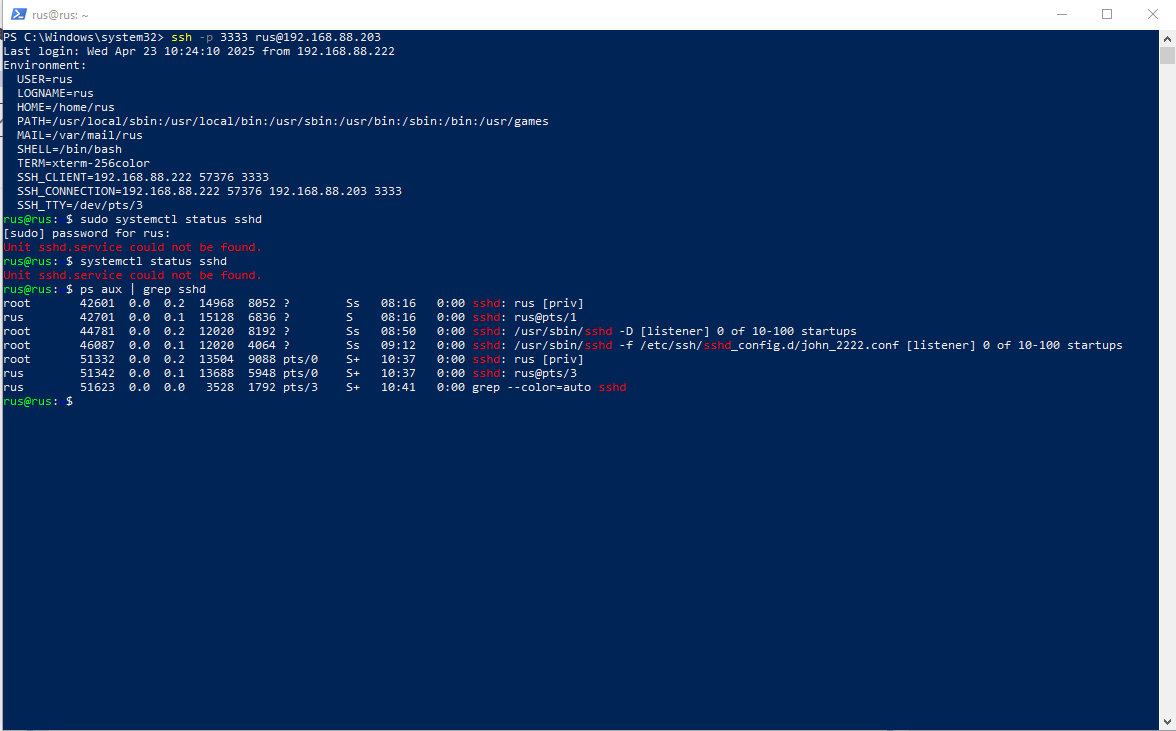 rus@rus: ~
PS C:\Windows\system32> ssh -p 3333 rus@192.168.88.203
Last login: Wed Apr 23 10:24:10 2025 from 192.168.88.222
Environment:
  USER=rus
  LOGNAME=rus
  HOME=/home/rus
  PATH=/usr/local/sbin:/usr/local/bin:/usr/sbin:/usr/bin:/sbin:/bin:/usr/games
  MAIL=/var/mail/rus
  SHELL=/bin/bash
  TERM=xterm-256color
  SSH_CLIENT=192.168.88.222 57376 3333
  SSH_CONNECTION=192.168.88.222 57376 192.168.88.203 3333
  SSH_TTY=/dev/pts/3
rus@rus: $ sudo systemctl status sshd
[sudo] password for rus:
Unit sshd.service could not be found.
rus@rus: $ systemctl status sshd
Unit sshd.service could not be found.
rus@rus: $ ps aux | grep sshd
root       42601  0.0  0.2  14968  8052 ?        Ss   08:16   0:00 sshd: rus [priv]
rus        42701  0.0  0.1  15128  6836 ?        S    08:16   0:00 sshd: rus@pts/1
root       44781  0.0  0.2  12020  8192 ?        Ss   08:50   0:00 sshd: /usr/sbin/sshd -D [listener] 0 of 10-100 startups
root       46087  0.0  0.1  12020  4064 ?        Ss   09:12   0:00 sshd: /usr/sbin/sshd -f /etc/ssh/sshd_config.d/john_2222.conf [listener] 0 of 10-100 startups
root       51332  0.0  0.2  13504  9088 pts/0    S+   10:37   0:00 sshd: rus [priv]
rus        51342  0.0  0.1  13688  5948 pts/0    S+   10:37   0:00 sshd: rus@pts/3
rus        51623  0.0  0.0   3528  1792 pts/3    S+   10:41   0:00 grep --color=auto sshd
rus@rus: $